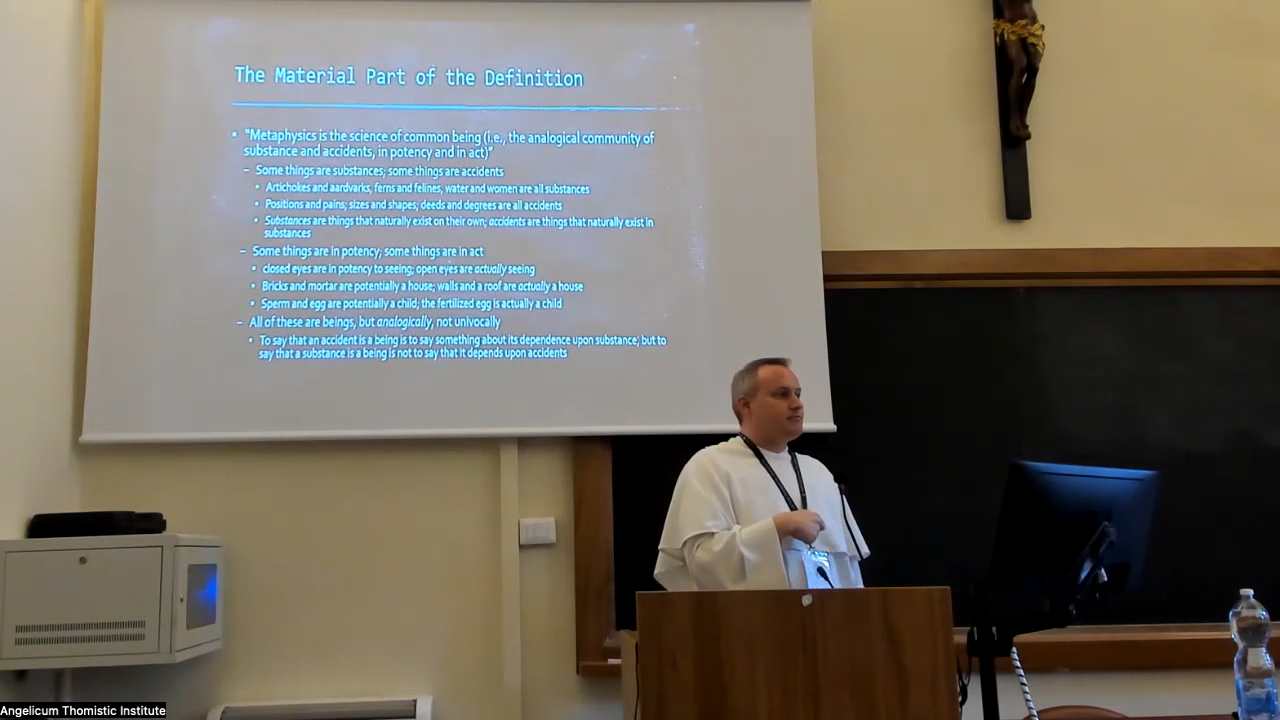 The Material Part of the Definition
• "Metaphysics is the science of common being (i.e., the analogical community of
substance and accidents, in potency and in act)"
– Some things are substances; some things are accidents
• Artichokes and aardvarks, ferns and felines, water and women are all substances
• Positions and pains; sizes and shapes; deeds and degrees are all accidents
• Substances are things that naturally exist on their own; accidents are things that naturally exist in
substances
– Some things are in potency; some things are in act
• closed eyes are in potency to seeing; open eyes are actually seeing
• Bricks and mortar are potentially a house; walls and a roof are actually a house
• Sperm and egg are potentially a child; the fertilized egg is actually a child
– All of these are beings, but analogically, not univocally
• To say that an accident is a being is to say something about its dependence upon substance; but to
say that a substance is a being is not to say that it depends upon accidents
Angelicum Thomistic Institute